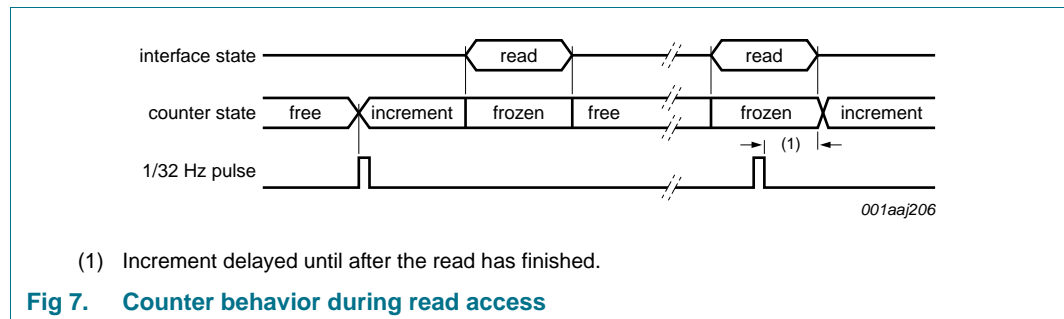 interface state
read
read
counter state
free
increment
frozen
free
frozen
increment
(1)
1/32 Hz pulse
001aaj206
(1) Increment delayed until after the read has finished.
Fig 7. Counter behavior during read access